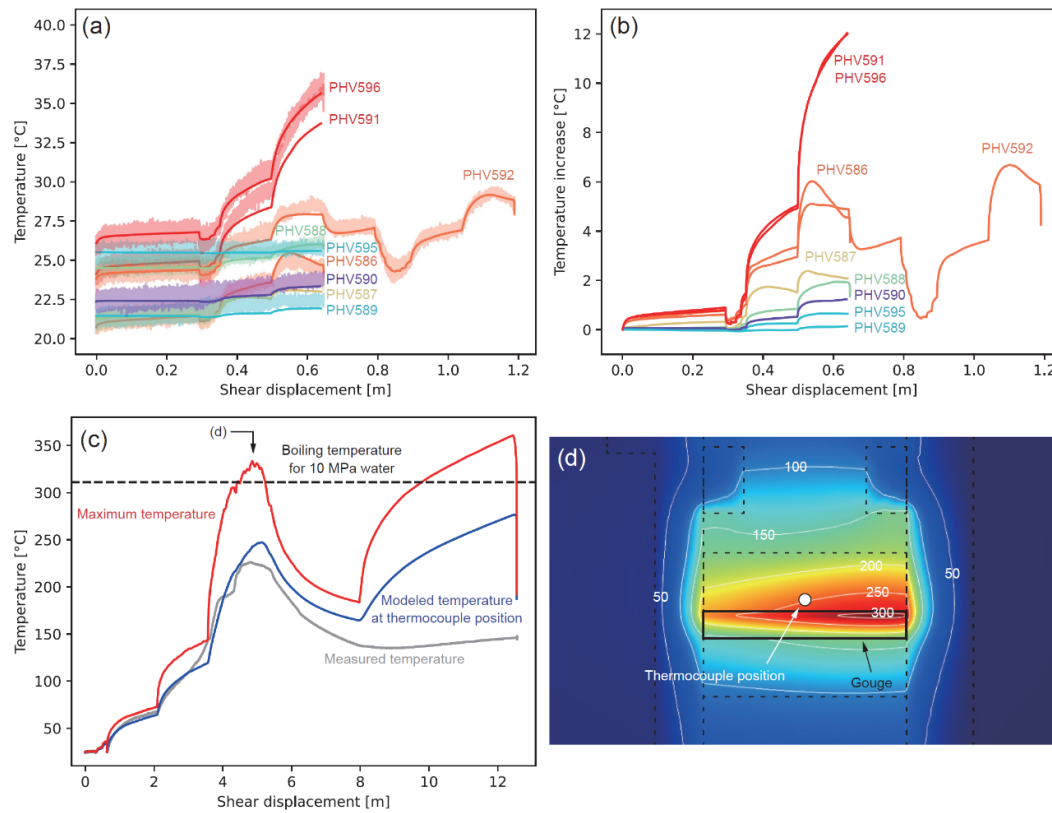 (a)
Temperature [°C]
40.0
37.5
35.0
32.5
30.0
27.5
25.0
22.5
20.0
PHV596
PHV591
PHV592
PHV588
PHV595
PHV586
PHV590
PHV587
PHV589
0.0 0.2 0.4 0.6 0.8 1.0 1.2
Shear displacement [m]
(b)
Temperature increase [°C]
12
10
8
6
4
2
0
PHV591
PHV596
PHV592
PHV586
PHV587
PHV588
PHV590
PHV595
PHV589
0.0 0.2 0.4 0.6 0.8 1.0 1.2
Shear displacement [m]
(c)
Temperature [°C]
350
300
250
200
150
100
50
(d)
Boiling temperature
for 10 MPa water
Maximum temperature
Modeled temperature
at thermocouple position
Measured temperature
0 2 4 6 8 10 12
Shear displacement [m]
(d)
100
150
200
250
300
50
50
Thermocouple position
Gouge